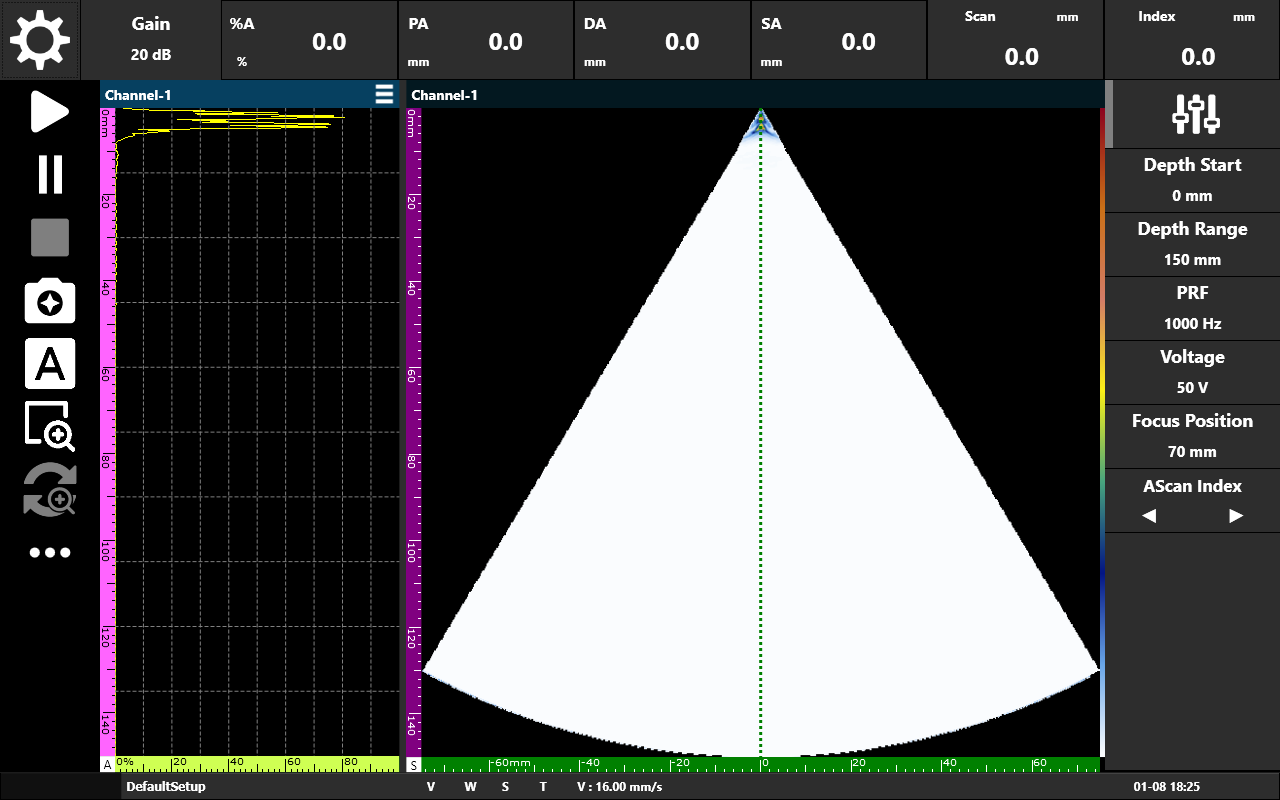 Gain
20 dB
%A
0.0
%
PA
0.0
mm
DA
0.0
mm
SA
0.0
mm
Scan mm
0.0
Index mm
0.0
Channel-1
Channel-1
0mm
20
40
60
80
100
120
140
0mm
20
40
60
80
100
120
140
A
0% 20 40 60 80
S
-60mm -40 -20 0 20 40 60
A
Depth Start
0 mm
Depth Range
150 mm
PRF
1000 Hz
Voltage
50 V
Focus Position
70 mm
AScan Index
DefaultSetup
V W S T V : 16.00 mm/s
01-08 18:25